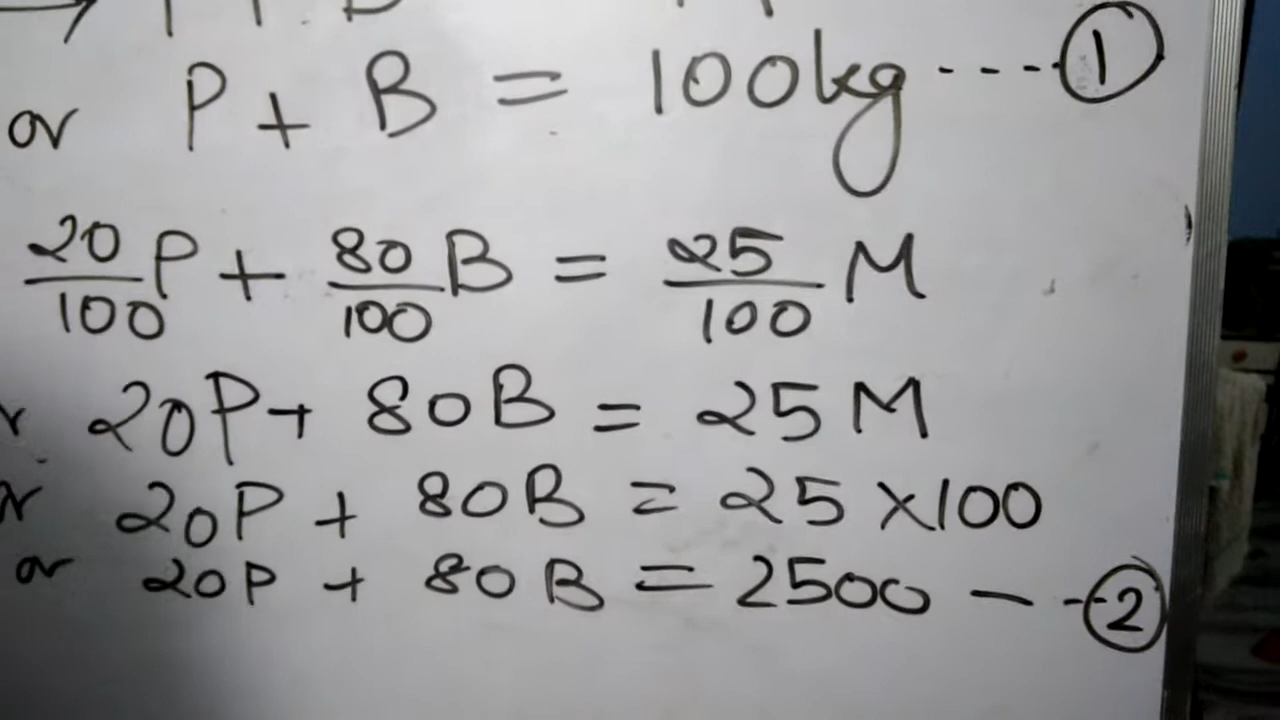 or P + B = 100kg ----①
20/100 P + 80/100 B = 25/100 M
r 20P + 80B = 25M
r 20P + 80B = 25 × 100
or 20P + 80B = 2500 — --②